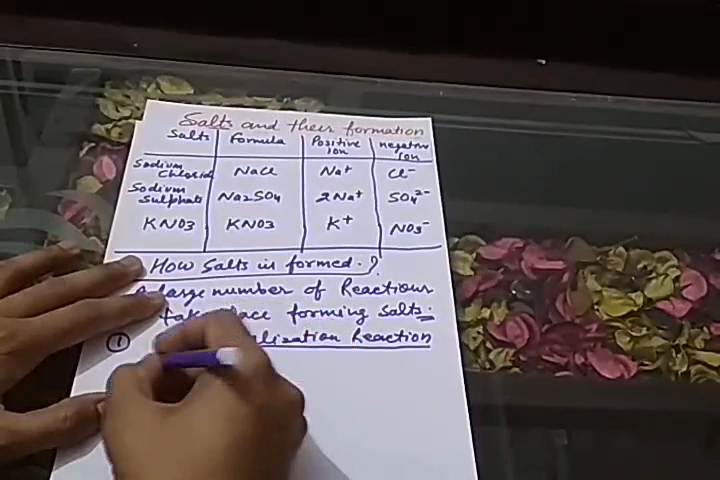 Salts and their formation
Salts Formula Positive Ion negative Ion
Sodium Chloride NaCl Na+ Cl-
Sodium Sulphate Na2SO4 2Na+ SO4 2-
KNO3 KNO3 K+ NO3-
How Salts is formed.?
large number of Reactions
take place forming Salts.
① Reaction